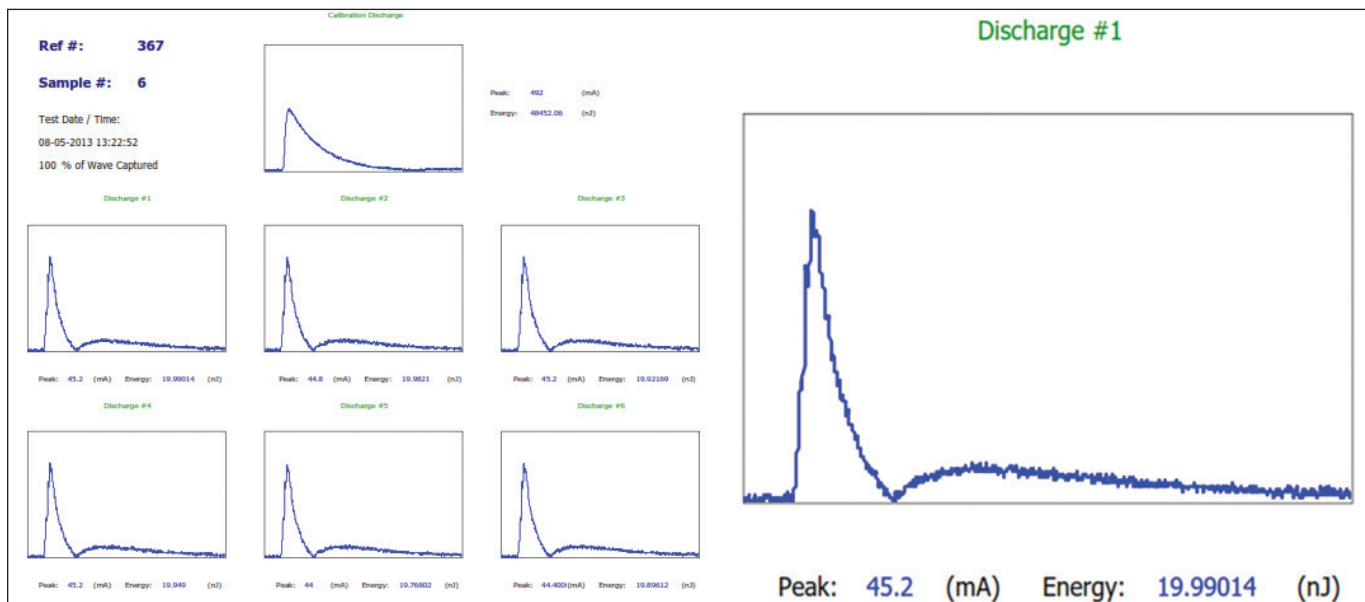 Calibration Discharge
Ref #: 367
Sample #: 6
Test Date / Time:
08-05-2013 13:22:52
100 % of Wave Captured
Peak: 492 (mA)
Energy: 48452.06 (nJ)
Discharge #1
Discharge #2
Discharge #3
Peak: 45.2 (mA) Energy: 19.99014 (nJ)
Peak: 44.8 (mA) Energy: 19.9821 (nJ)
Peak: 45.2 (mA) Energy: 19.92169 (nJ)
Discharge #4
Discharge #5
Discharge #6
Peak: 45.2 (mA) Energy: 19.949 (nJ)
Peak: 44 (mA) Energy: 19.76802 (nJ)
Peak: 44.400(mA) Energy: 19.89612 (nJ)
Discharge #1
Peak: 45.2 (mA) Energy: 19.99014 (nJ)